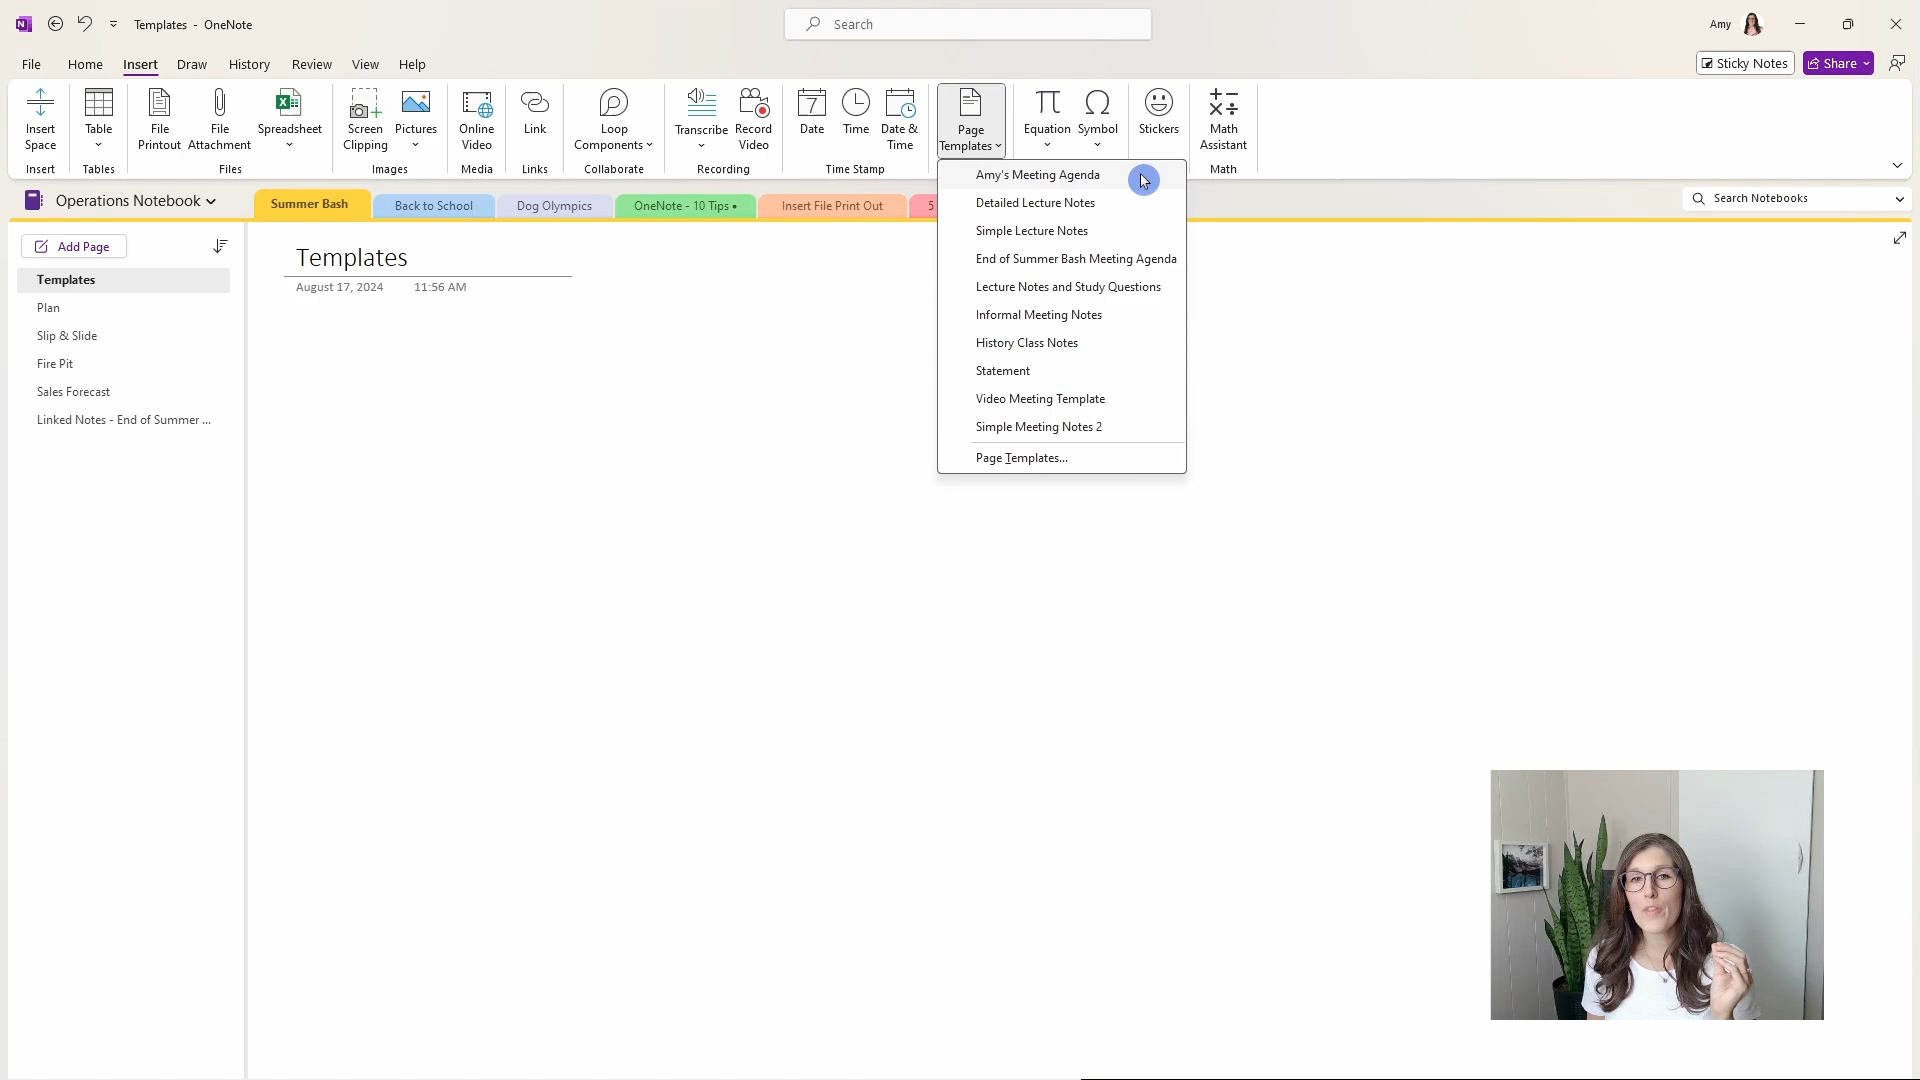 Templates - OneNote
Search
Amy
File Home Insert Draw History Review View Help
Sticky Notes
Share
Insert Space
Table
File Printout
File Attachment
Spreadsheet
Screen Clipping
Pictures
Online Video
Link
Loop Components
Transcribe
Record Video
7
Date
Time
Date & Time
Page Templates
Equation
Symbol
Stickers
Math Assistant
Insert Tables Files Images Media Links Collaborate Recording Time Stamp Math
Operations Notebook
Summer Bash
Back to School
Dog Olympics
OneNote - 10 Tips •
Insert File Print Out
5
Search Notebooks
Amy's Meeting Agenda
Detailed Lecture Notes
Simple Lecture Notes
End of Summer Bash Meeting Agenda
Lecture Notes and Study Questions
Informal Meeting Notes
History Class Notes
Statement
Video Meeting Template
Simple Meeting Notes 2
Page Templates...
Add Page
Templates
Plan
Slip & Slide
Fire Pit
Sales Forecast
Linked Notes - End of Summer ...
Templates
August 17, 2024 11:56 AM